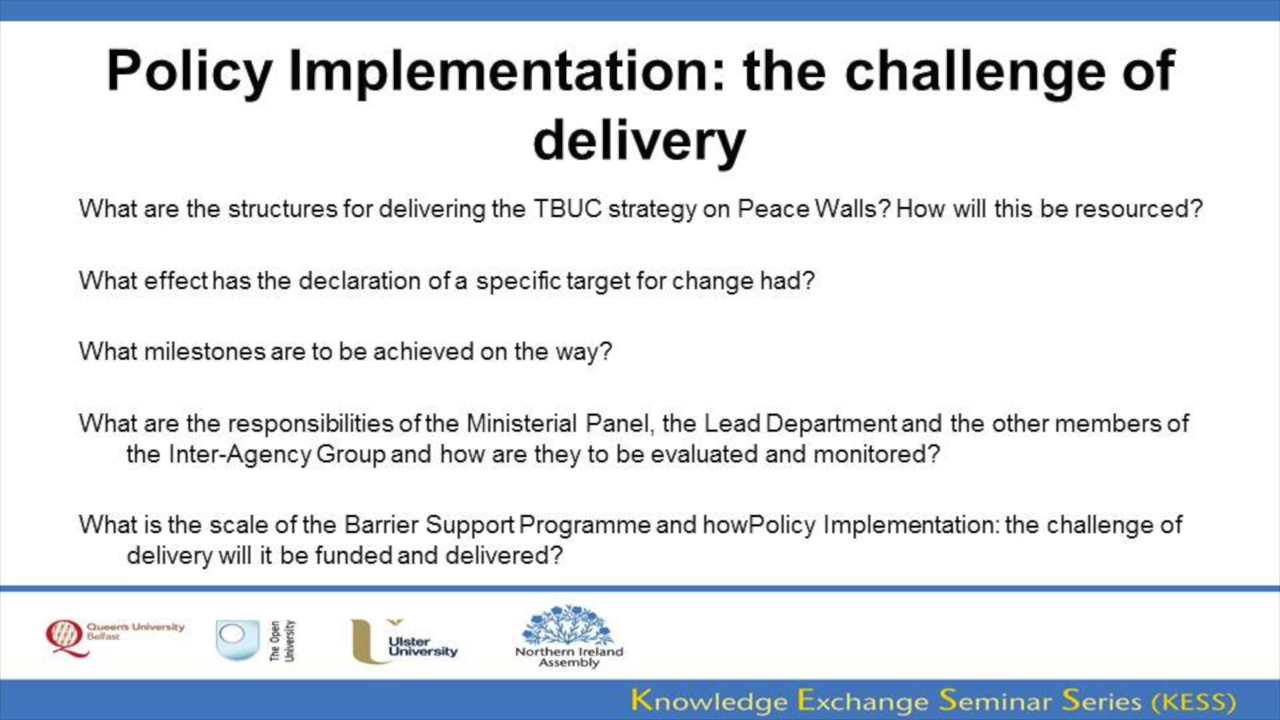 Policy Implementation: the challenge of
delivery
What are the structures for delivering the TBUC strategy on Peace Walls? How will this be resourced?
What effect has the declaration of a specific target for change had?
What milestones are to be achieved on the way?
What are the responsibilities of the Ministerial Panel, the Lead Department and the other members of
the Inter-Agency Group and how are they to be evaluated and monitored?
What is the scale of the Barrier Support Programme and howPolicy Implementation: the challenge of
delivery will it be funded and delivered?
Queen's University
Belfast
The Open
University
Ulster
University
Northern Ireland
Assembly
Knowledge Exchange Seminar Series (KESS)